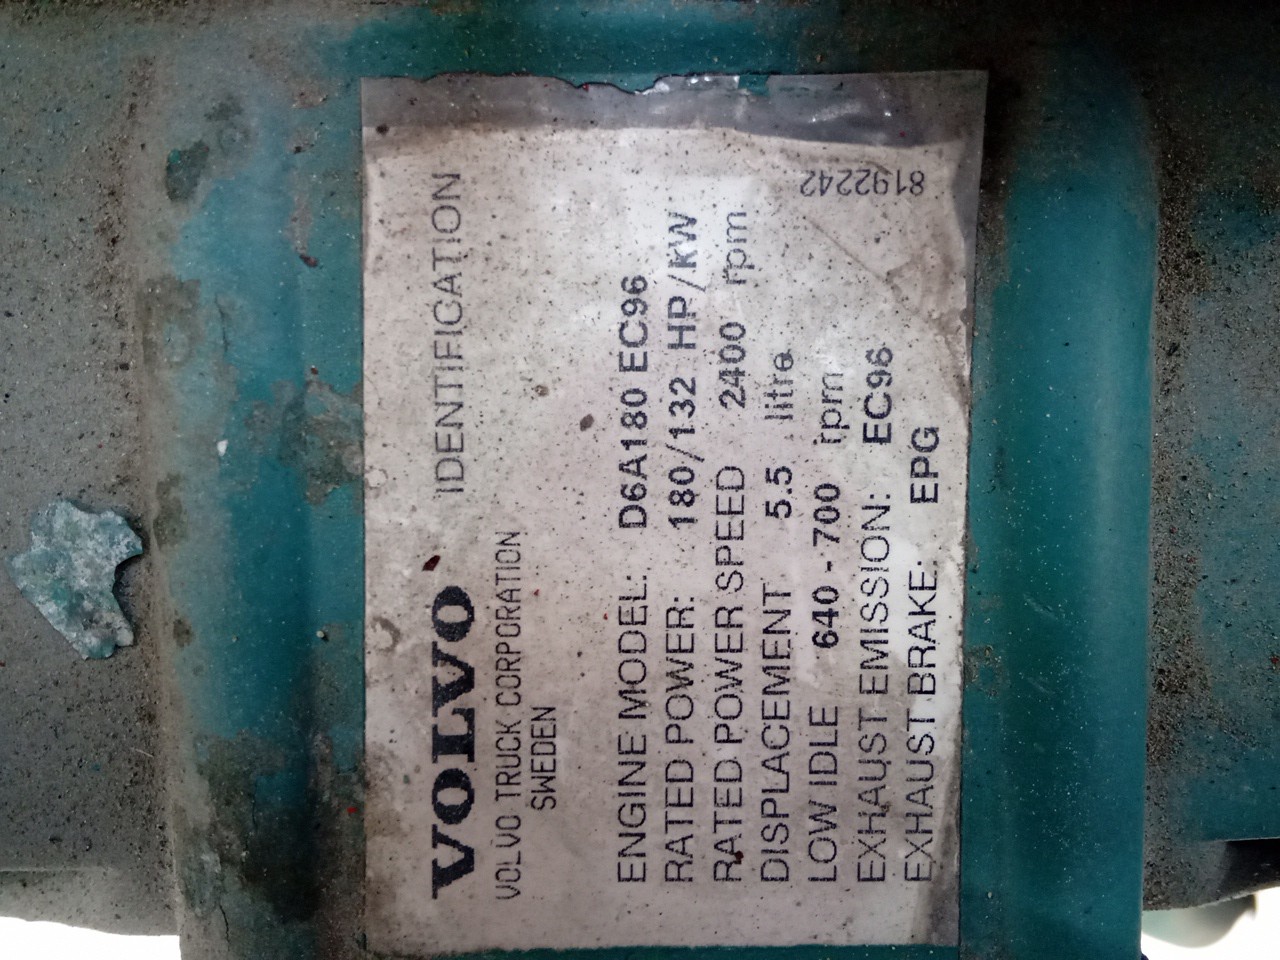 VOLVO IDENTIFICATION
VOLVO TRUCK CORPORATION
SWEDEN
ENGINE MODEL: D6A180 EC96
RATED POWER: 180/132 HP/kW
RATED POWER SPEED 2400 rpm
DISPLACEMENT 5.5 litre
LOW IDLE 640 - 700 rpm
EXHAUST EMISSION: EC96
EXHAUST BRAKE: EPG
8192242